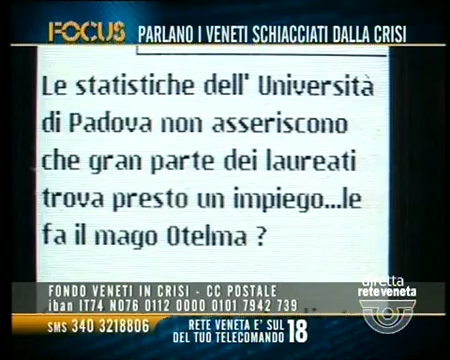 FOCUS PARLANO I VENETI SCHIACCIATI DALLA CRISI
Le statistiche dell' Università
di Padova non asseriscono
che gran parte dei laureati
trova presto un impiego...le
fa il mago Otelma ?
diretta
reteveneta
FONDO VENETI IN CRISI - CC POSTALE
iban IT74 N076 0112 0000 0101 7942 739
SMS 340 3218806
RETE VENETA E' SUL
DEL TUO TELECOMANDO 18